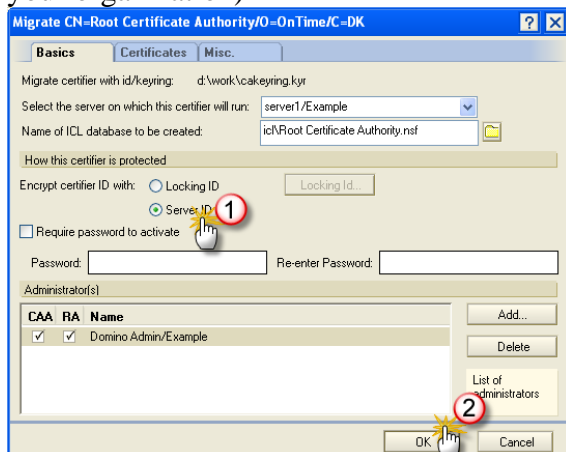 Migrate CN=Root Certificate Authority/O=OnTime/C=DK
Basics Certificates Misc.
Migrate certifier with id/keyring: d:\work\cakeyring.kyr
Select the server on which this certifier will run: server1/Example
Name of ICL database to be created: icl\Root Certificate Authority.nsf
How this certifier is protected
Encrypt certifier ID with: Locking ID Locking Id...
Server ID 1
Require password to activate
Password: Re-enter Password:
Administrator(s)
CAA RA Name Add...
Domino Admin/Example
Delete
List of
administrators
2
OK Cancel